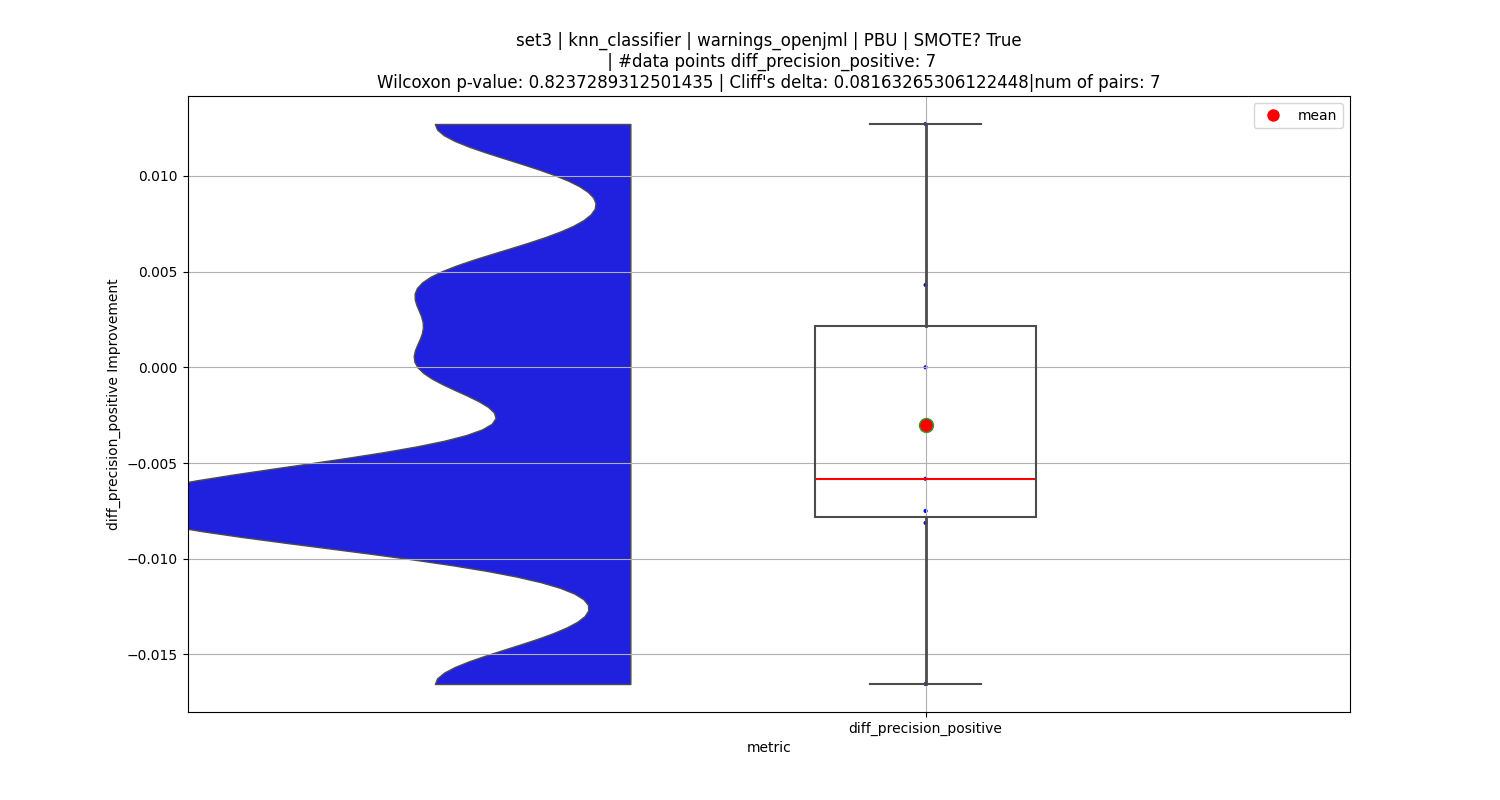 set3 | knn_classifier | warnings_openjml | PBU | SMOTE? True
| #data points diff_precision_positive: 7
Wilcoxon p-value: 0.8237289312501435 | Cliff's delta: 0.08163265306122448|num of pairs: 7
mean
0.010
0.005
0.000
−0.005
−0.010
−0.015
diff_precision_positive Improvement
diff_precision_positive
metric